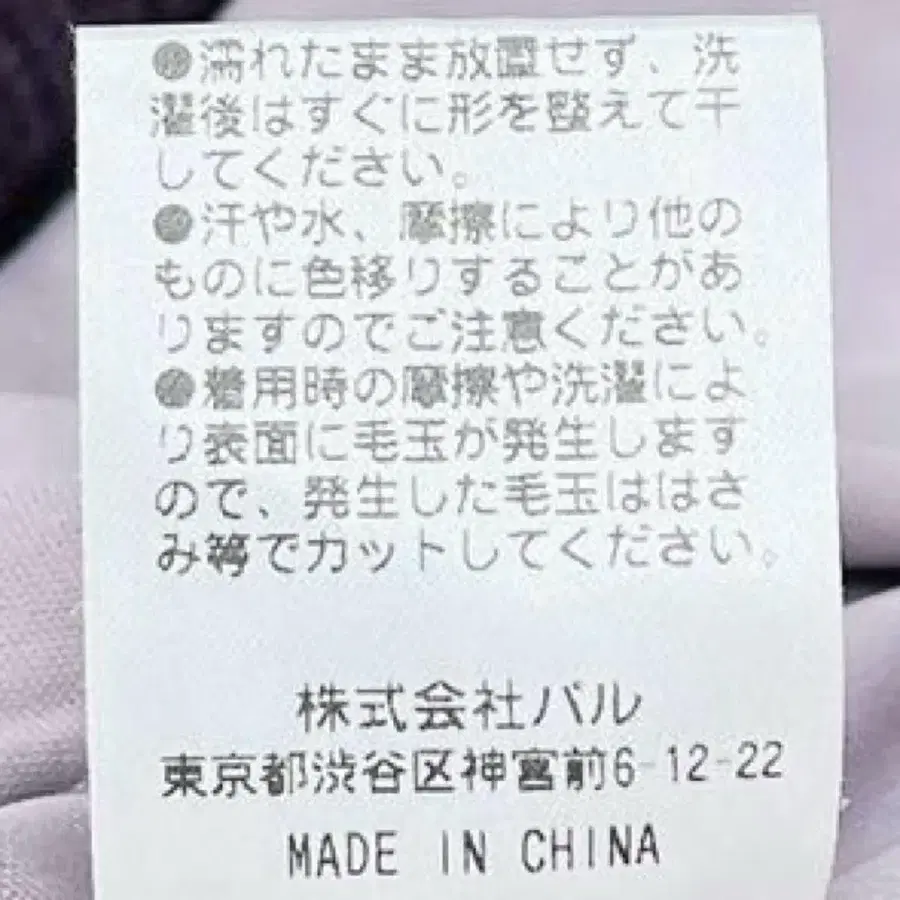 ●濡れたまま放置せず、洗
濯後はすぐに形を整えて干
してください。
●汗や水、摩擦により他の
ものに色移りすることがあ
りますのでご注意ください。
●着用時の摩擦や洗濯によ
り表面に毛玉が発生します
ので、発生した毛玉ははさ
み等でカットしてください。
株式会社バル
東京都渋谷区神宮前6-12-22
MADE IN CHINA